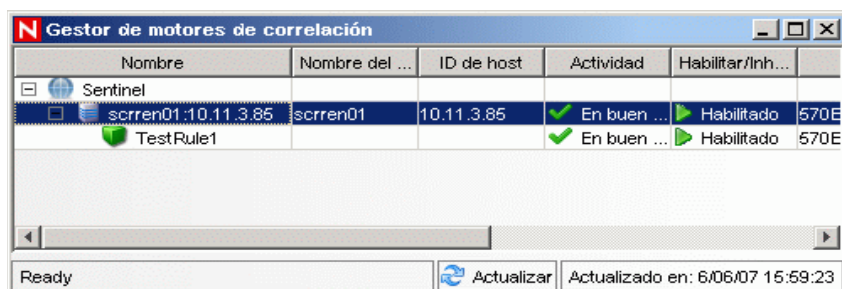 N Gestor de motores de correlación
Nombre Nombre del ... ID de host Actividad Habilitar/Inh...
Sentinel
scrren01:10.11.3.85 scrren01 10.11.3.85 En buen ... Habilitado 570E
TestRule1 En buen ... Habilitado 570E
Ready Actualizar Actualizado en: 6/06/07 15:59:23